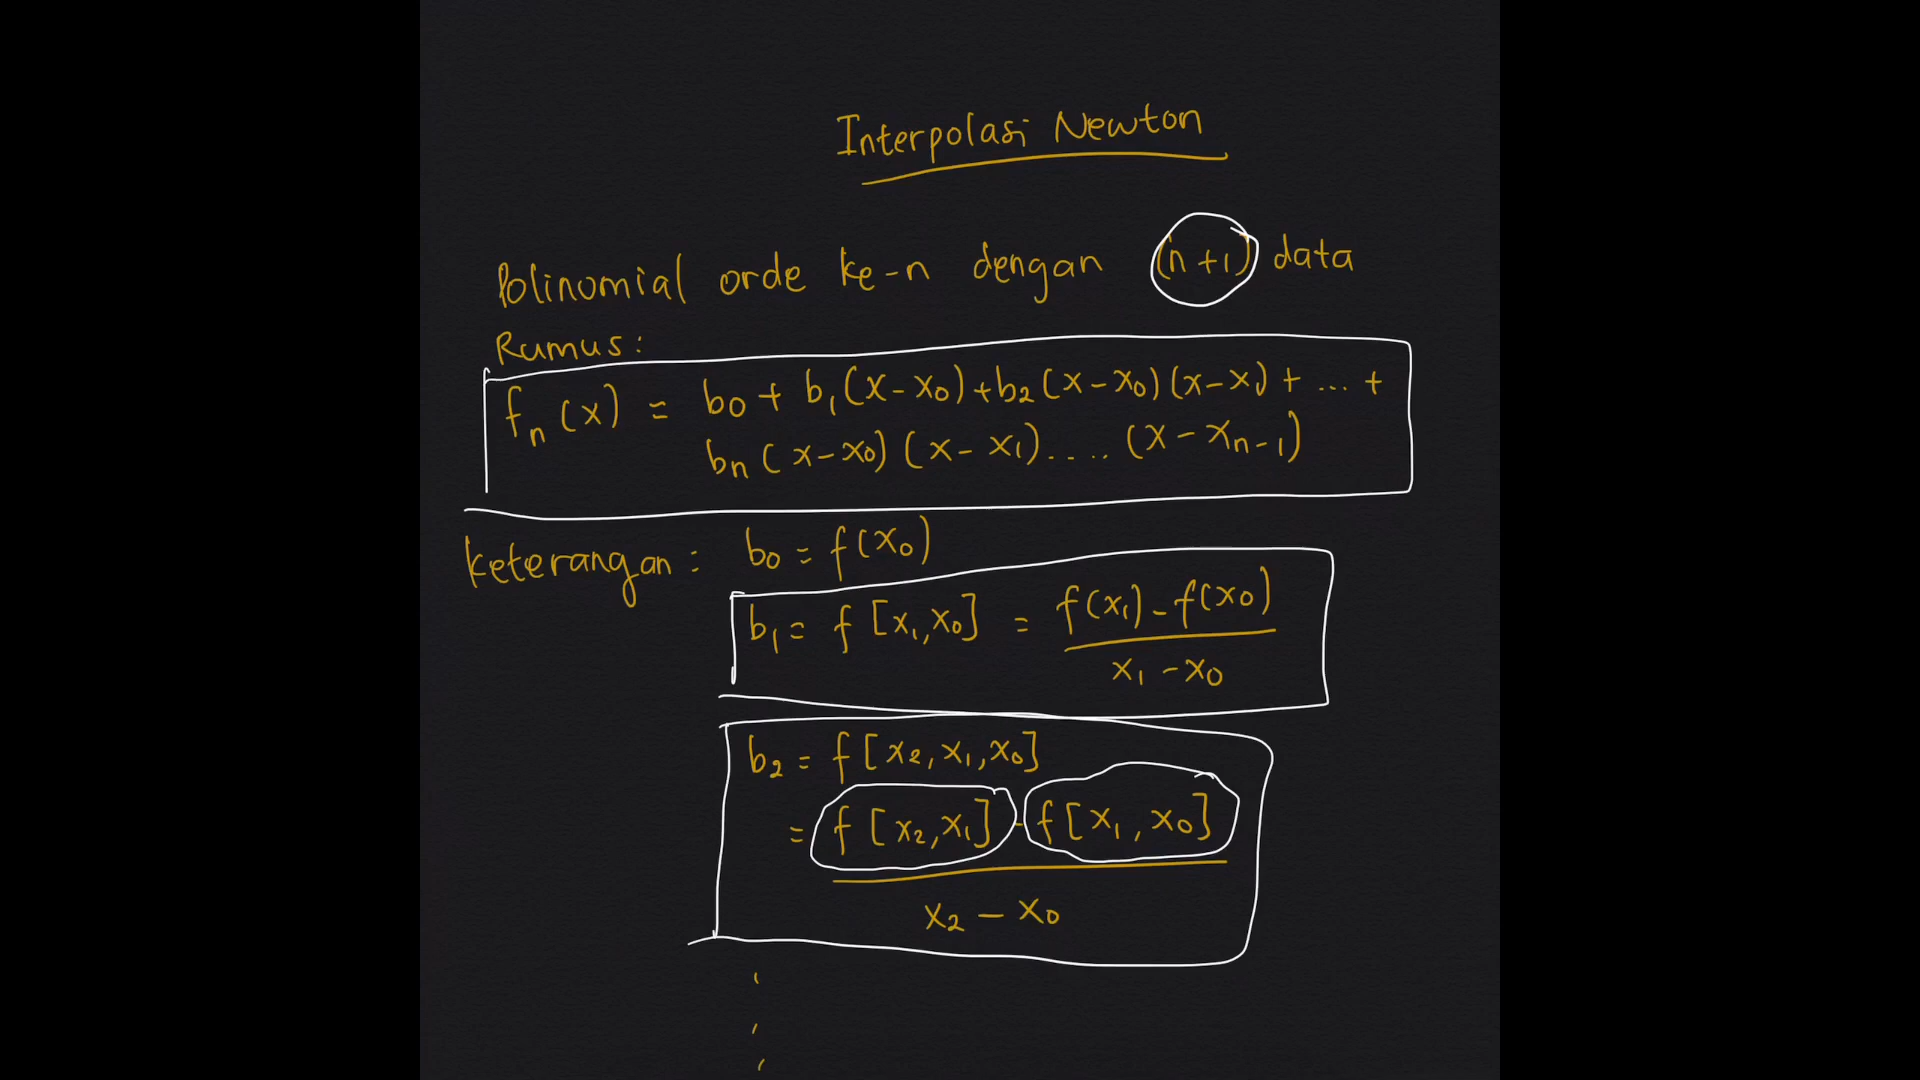 Interpolasi Newton
Polinomial orde ke-n dengan (n+1) data
Rumus:
fₙ(x) = b₀ + b₁(x-x₀)+b₂(x-x₀)(x-x₁) + ... +
bₙ(x-x₀)(x-x₁)....(x-xₙ₋₁)
keterangan: b₀ = f(x₀)
b₁ = f[x₁,x₀] = f(x₁)-f(x₀)
x₁ - x₀
b₂ = f[x₂,x₁,x₀]
= f[x₂,x₁] - f[x₁,x₀]
x₂ - x₀
.
.
.